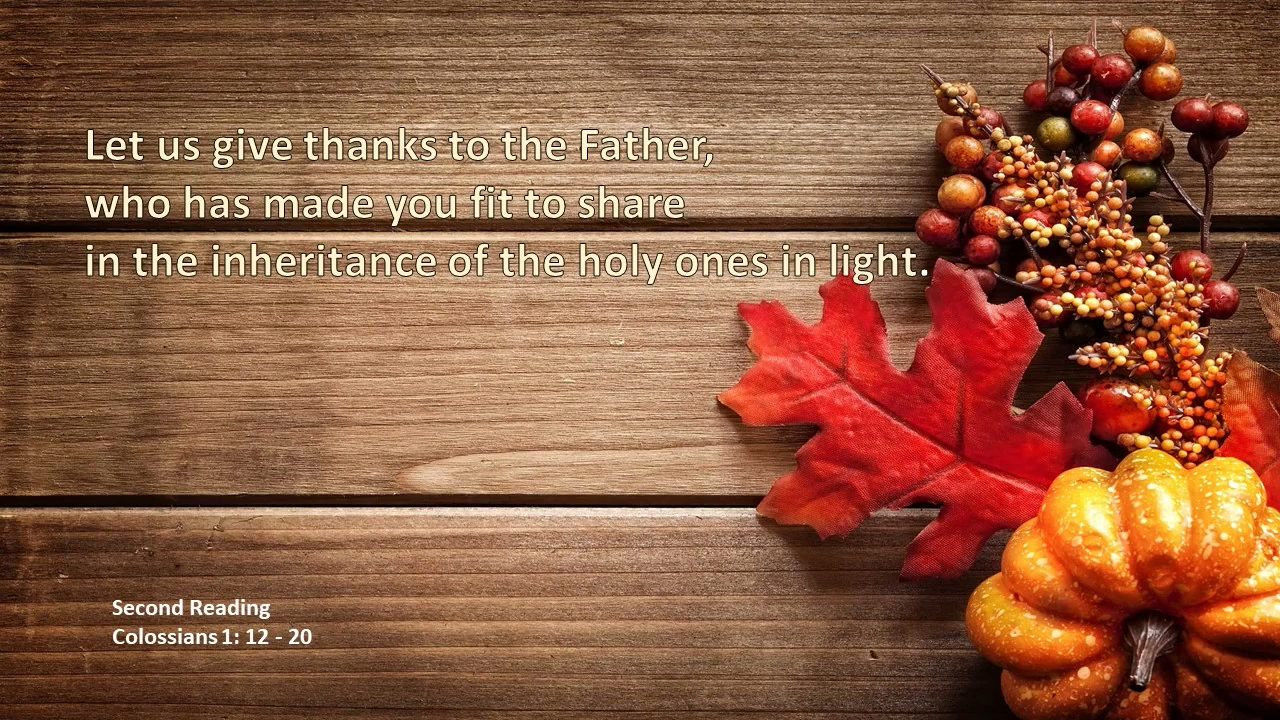 Let us give thanks to the Father,
who has made you fit to share
in the inheritance of the holy ones in light.
Second Reading
Colossians 1: 12 - 20